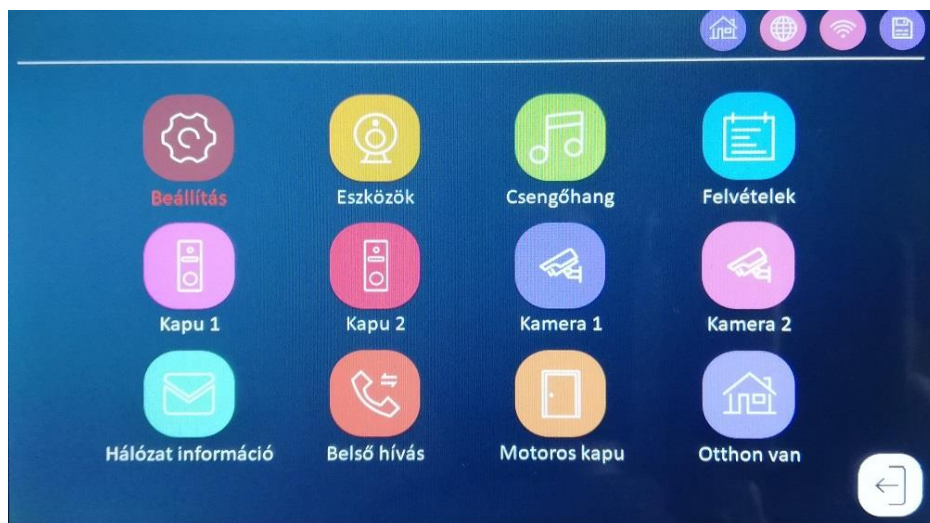 Beállítás
Eszközök
Csengőhang
Felvételek
Kapu 1
Kapu 2
Kamera 1
Kamera 2
Hálózat információ
Belső hívás
Motoros kapu
Otthon van